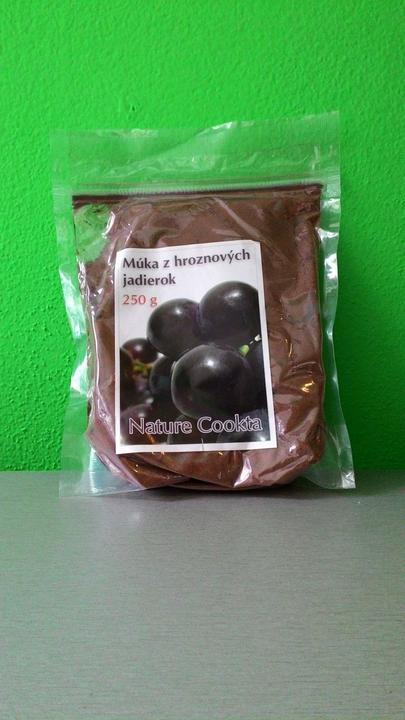 Múka z hroznových
jadierok
250 g
Nature Cookta